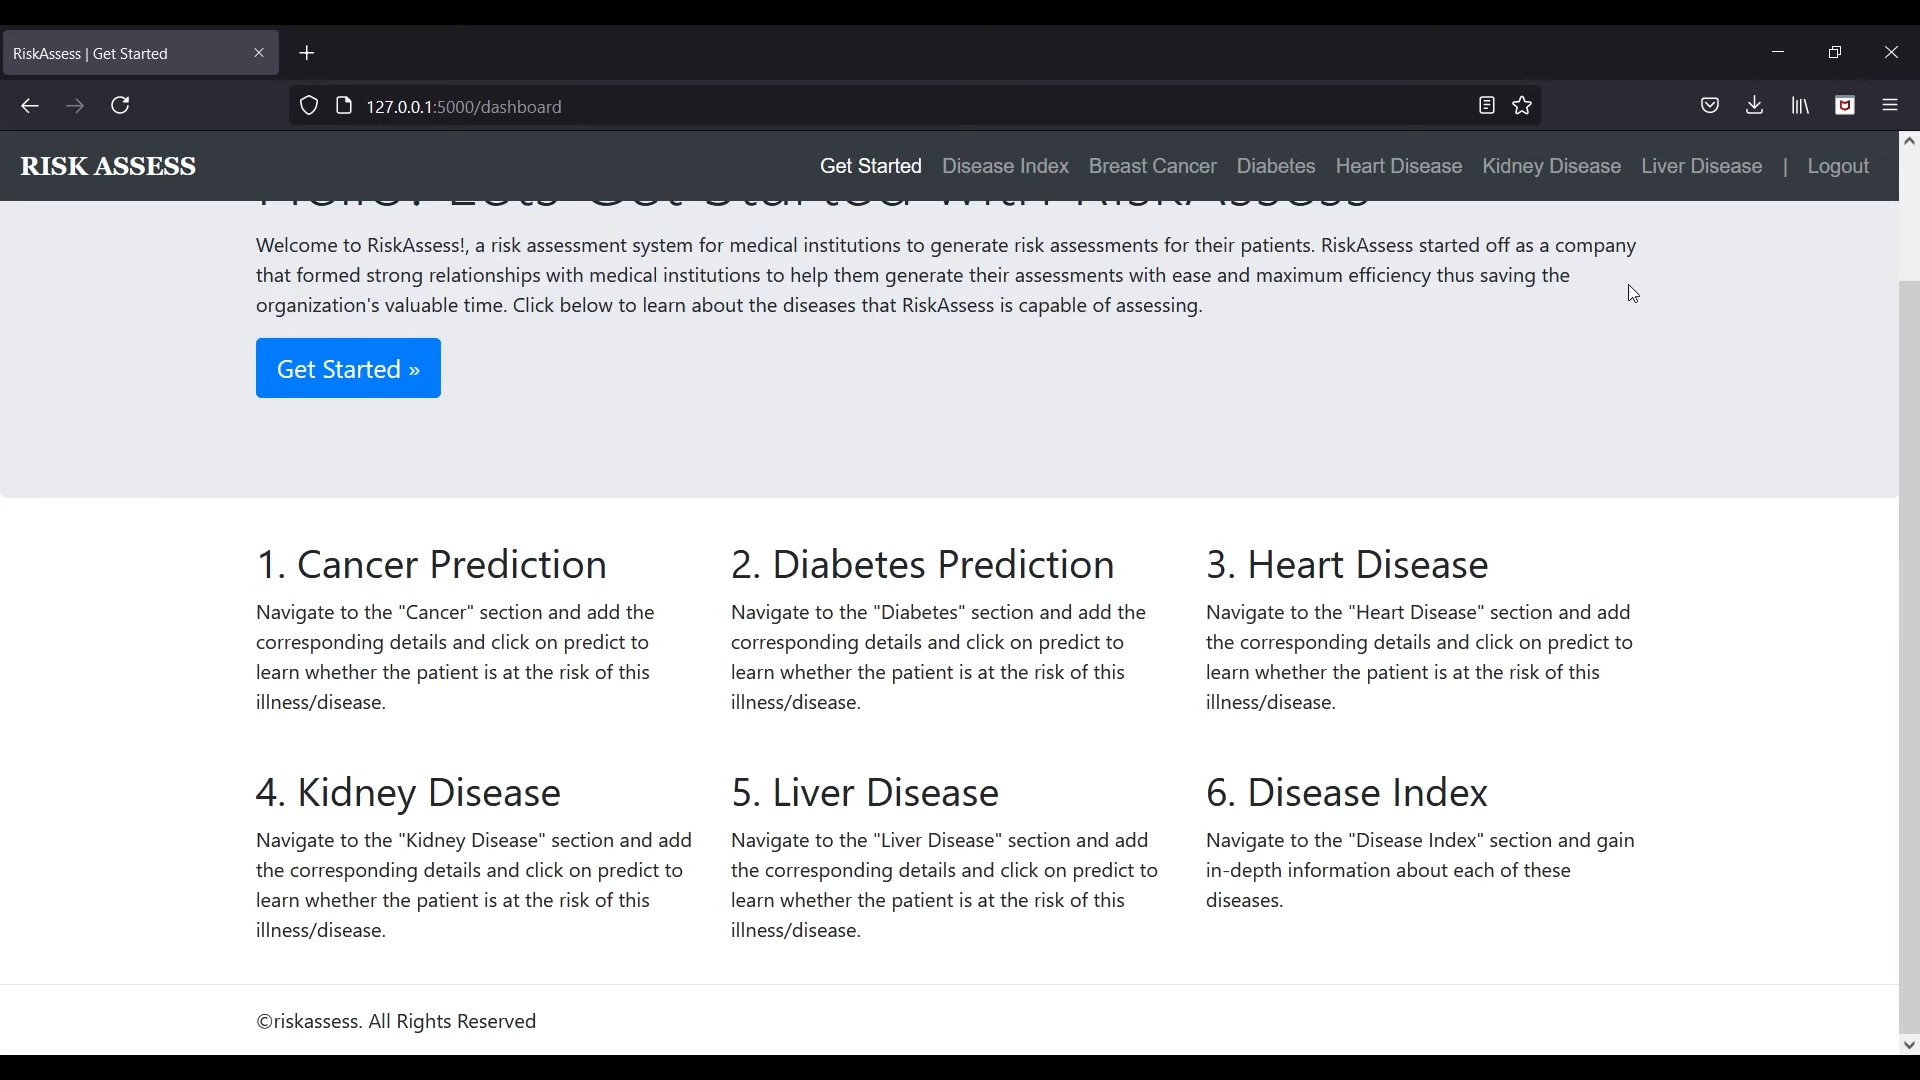 RiskAssess | Get Started
127.0.0.1:5000/dashboard
RISK ASSESS
Get Started Disease Index Breast Cancer Diabetes Heart Disease Kidney Disease Liver Disease | Logout
Hello! Lets Get Started with RiskAssess
Welcome to RiskAssess!, a risk assessment system for medical institutions to generate risk assessments for their patients. RiskAssess started off as a company
that formed strong relationships with medical institutions to help them generate their assessments with ease and maximum efficiency thus saving the
organization's valuable time. Click below to learn about the diseases that RiskAssess is capable of assessing.
Get Started »
1. Cancer Prediction
Navigate to the "Cancer" section and add the
corresponding details and click on predict to
learn whether the patient is at the risk of this
illness/disease.
2. Diabetes Prediction
Navigate to the "Diabetes" section and add the
corresponding details and click on predict to
learn whether the patient is at the risk of this
illness/disease.
3. Heart Disease
Navigate to the "Heart Disease" section and add
the corresponding details and click on predict to
learn whether the patient is at the risk of this
illness/disease.
4. Kidney Disease
Navigate to the "Kidney Disease" section and add
the corresponding details and click on predict to
learn whether the patient is at the risk of this
illness/disease.
5. Liver Disease
Navigate to the "Liver Disease" section and add
the corresponding details and click on predict to
learn whether the patient is at the risk of this
illness/disease.
6. Disease Index
Navigate to the "Disease Index" section and gain
in-depth information about each of these
diseases.
©riskassess. All Rights Reserved